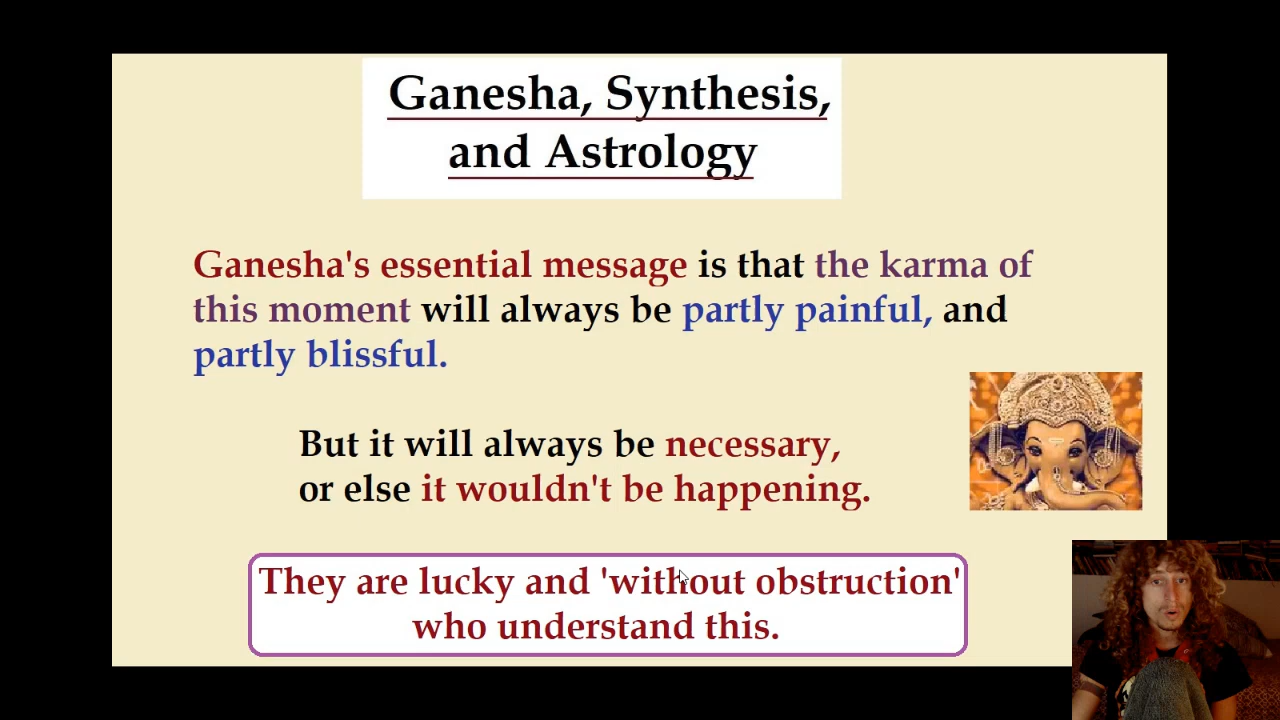 Ganesha, Synthesis,
and Astrology
Ganesha's essential message is that the karma of
this moment will always be partly painful, and
partly blissful.
But it will always be necessary,
or else it wouldn't be happening.
They are lucky and 'without obstruction'
who understand this.